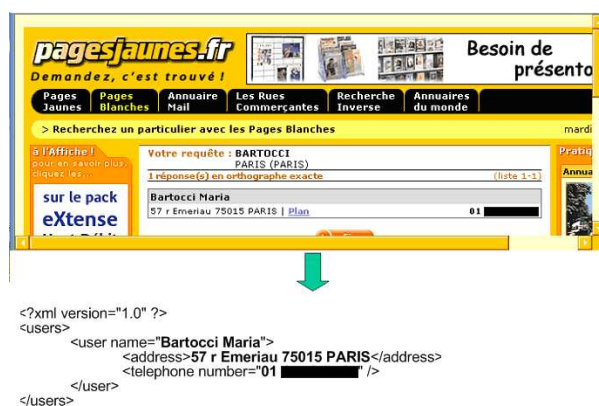 pagesjaunes.fr
Demandez, c'est trouvé !
Besoin de
présento
Pages Jaunes
Pages Blanches
Annuaire Mail
Les Rues Commerçantes
Recherche Inverse
Annuaires du monde
> Recherchez un particulier avec les Pages Blanches
mardi
à l'Affiche !
pour en savoir plus,
cliquez les ...
sur le pack
eXtense
Votre requête : BARTOCCI
PARIS (PARIS)
1 réponse(s) en orthographe exacte (liste 1-1)
Bartocci Maria
57 r Emeriau 75015 PARIS | Plan 01
Pratiq
Annua
<?xml version="1.0" ?>
<users>
<user name="Bartocci Maria">
<address>57 r Emeriau 75015 PARIS</address>
<telephone number="01 " />
</user>
</users>